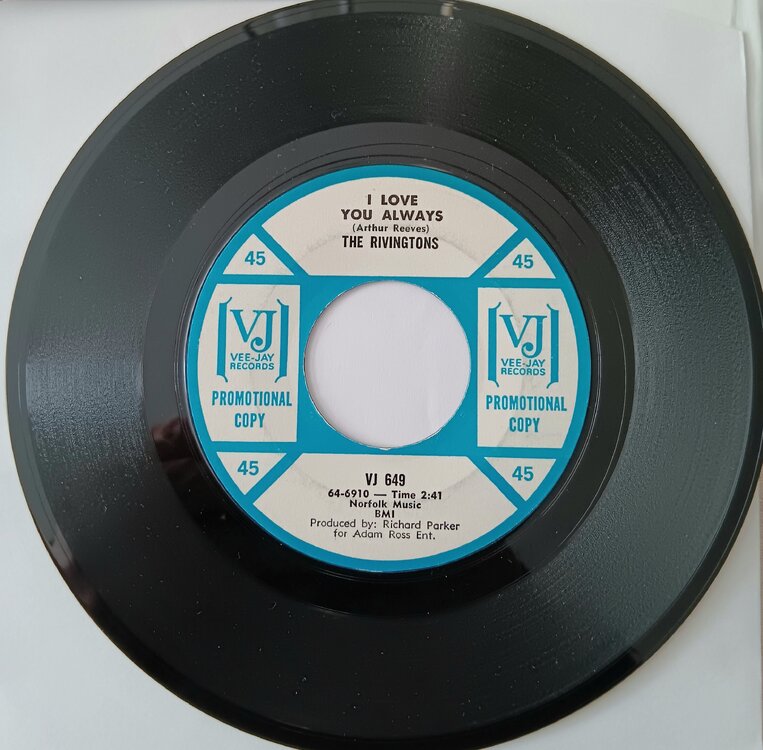 I LOVE
YOU ALWAYS
(Arthur Reeves)
THE RIVINGTONS
45
45
VJ
VEE-JAY
RECORDS
PROMOTIONAL
COPY
VJ
VEE-JAY
RECORDS
PROMOTIONAL
COPY
45
45
VJ 649
64-6910 — Time 2:41
Norfolk Music
BMI
Produced by: Richard Parker
for Adam Ross Ent.